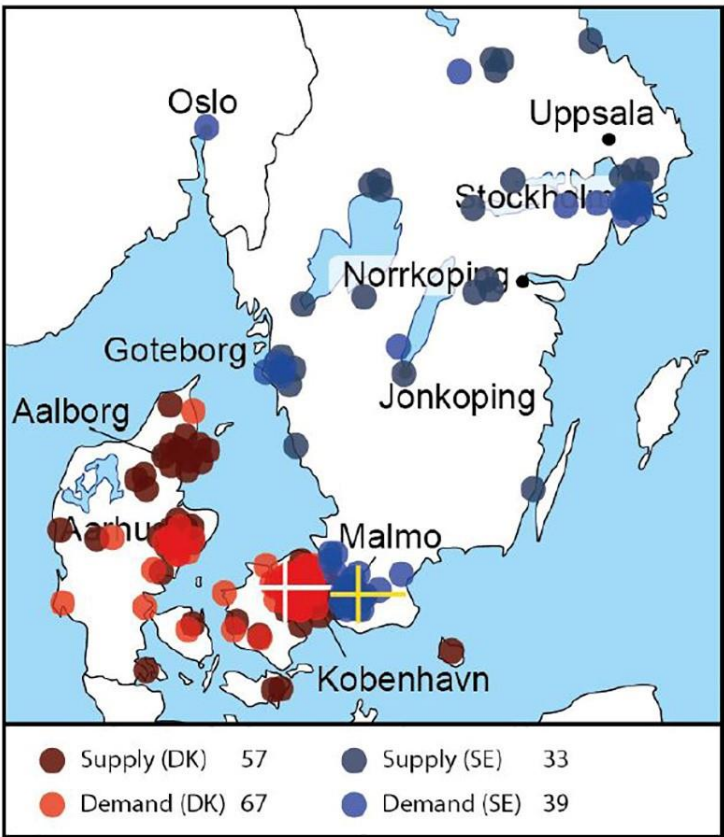 Oslo
Uppsala
Stockholm
Norrkoping
Goteborg
Jonkoping
Aalborg
Aarhus
Malmo
Kobenhavn
Supply (DK) 57 Supply (SE) 33
Demand (DK) 67 Demand (SE) 39